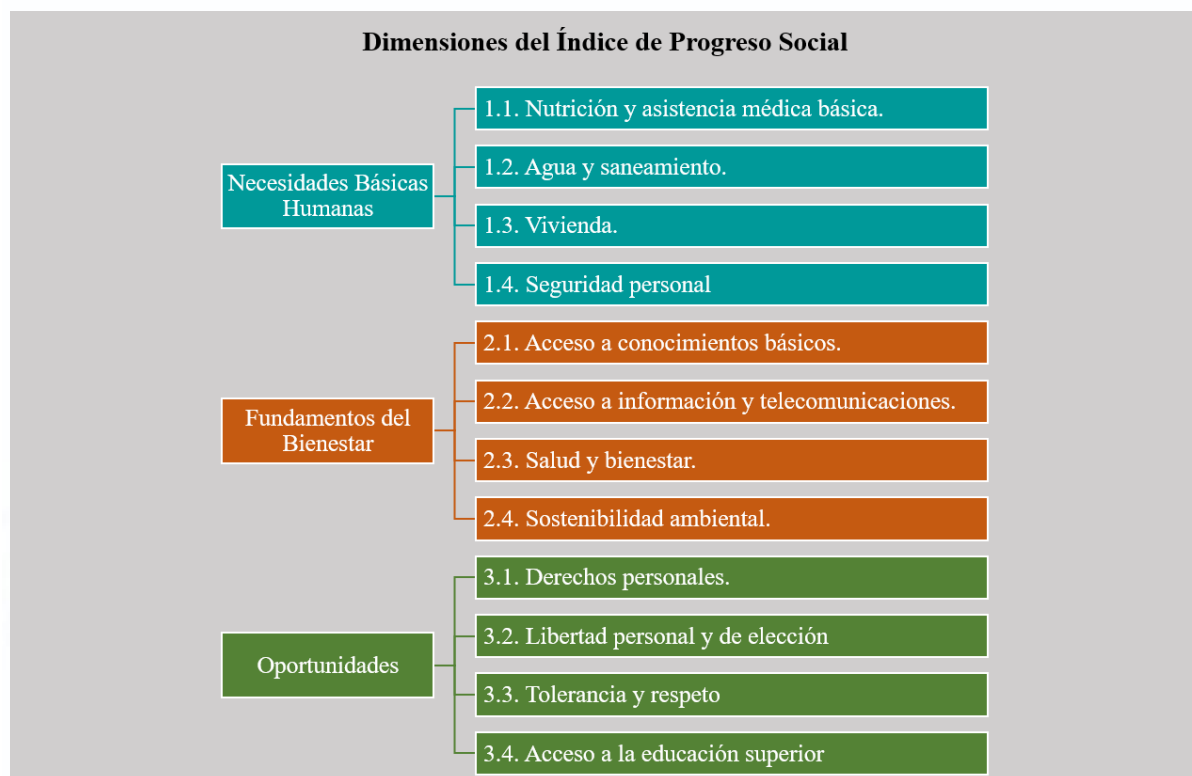 Dimensiones del Índice de Progreso Social
Necesidades Básicas
Humanas
1.1. Nutrición y asistencia médica básica.
1.2. Agua y saneamiento.
1.3. Vivienda.
1.4. Seguridad personal
Fundamentos del
Bienestar
2.1. Acceso a conocimientos básicos.
2.2. Acceso a información y telecomunicaciones.
2.3. Salud y bienestar.
2.4. Sostenibilidad ambiental.
Oportunidades
3.1. Derechos personales.
3.2. Libertad personal y de elección
3.3. Tolerancia y respeto
3.4. Acceso a la educación superior